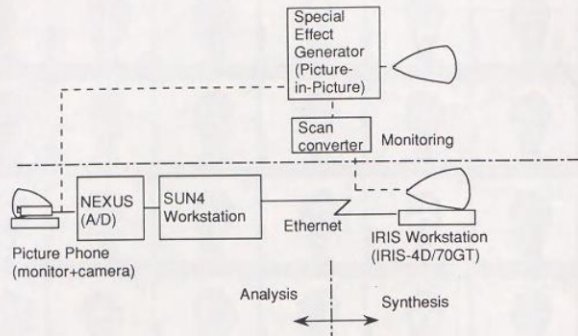 Special
Effect
Generator
(Picture-
in-Picture)
Scan
converter
Monitoring
NEXUS
(A/D)
SUN4
Workstation
Ethernet
Picture Phone
(monitor+camera)
IRIS Workstation
(IRIS-4D/70GT)
Analysis
Synthesis